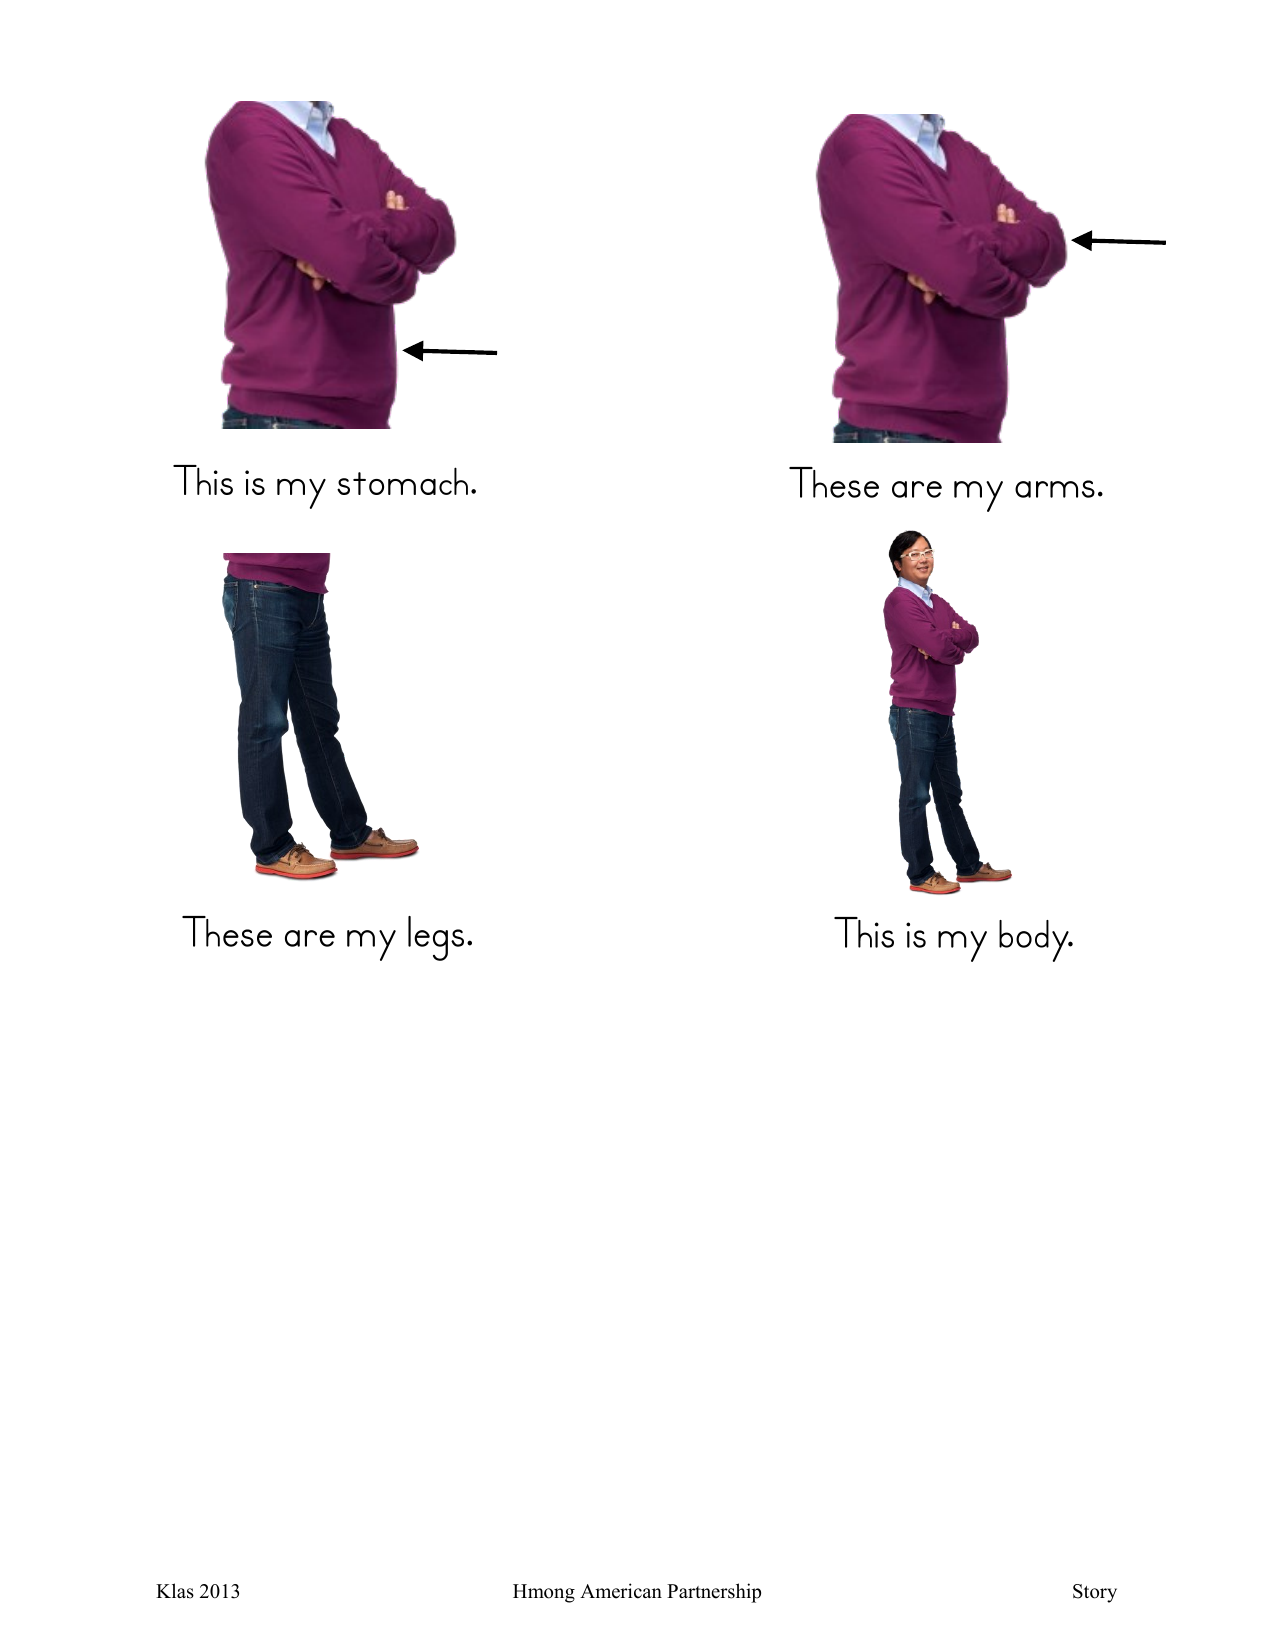 This is my stomach.
These are my arms.
These are my legs.
This is my body.
Klas 2013
Hmong American Partnership
Story